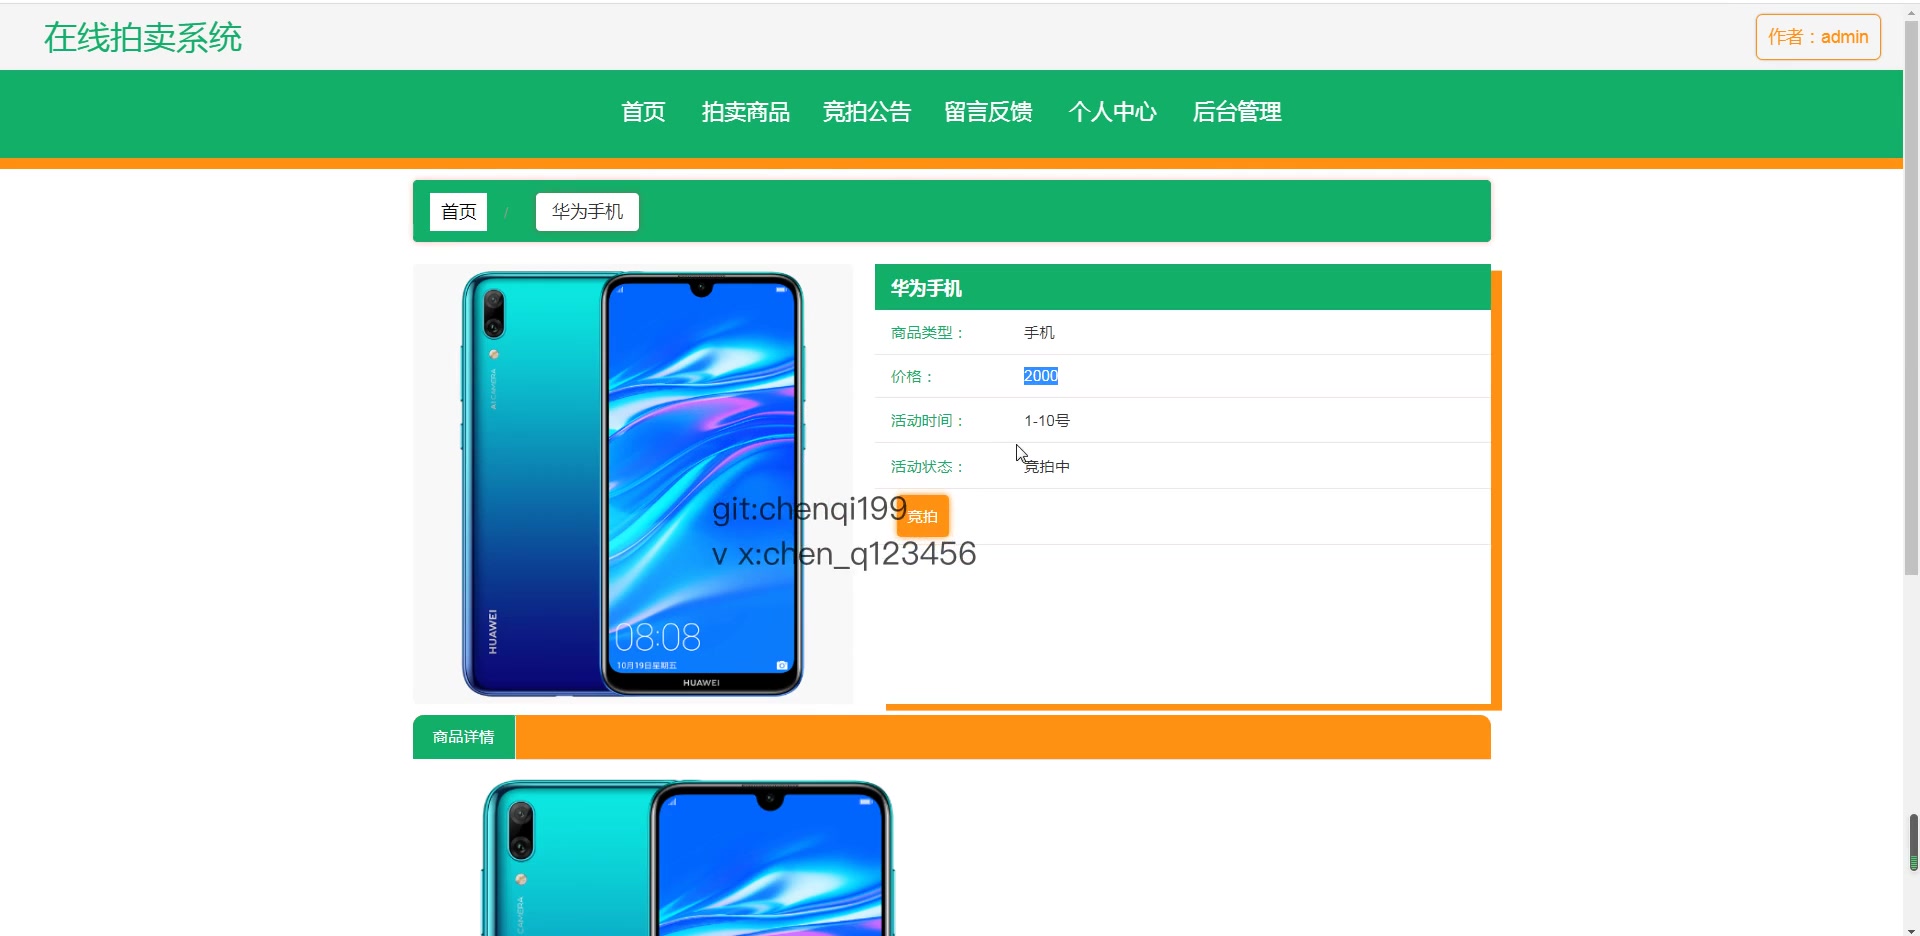 在线拍卖系统
作者：admin
首页 拍卖商品 竞拍公告 留言反馈 个人中心 后台管理
首页 / 华为手机
华为手机
商品类型： 手机
价格： 2000
活动时间： 1-10号
活动状态： 竞拍中
竞拍
git:chenqi199
v x:chen_q123456
AI CAMERA
HUAWEI
08:08
10月19日星期五
HUAWEI
商品详情
CAMERA